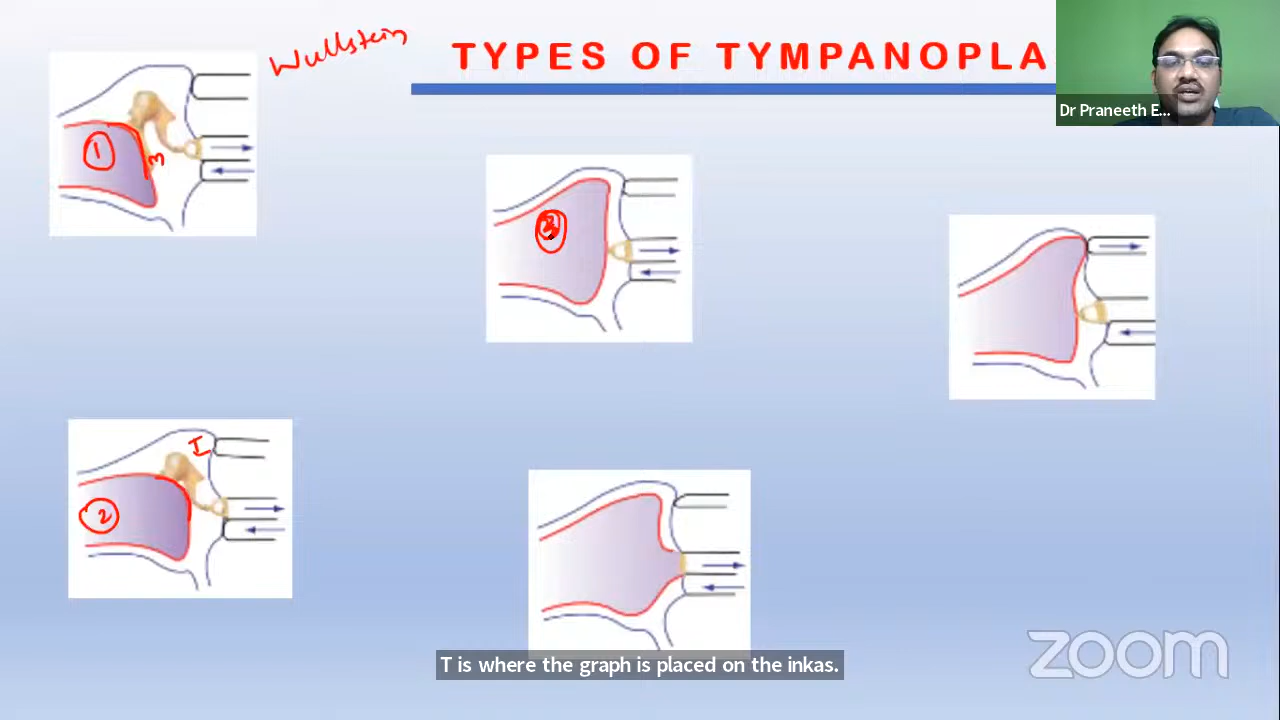 Wullstein
TYPES OF TYMPANOPLA
Dr Praneeth E...
1
m
3
I
2
T is where the graph is placed on the inkas.
zoom